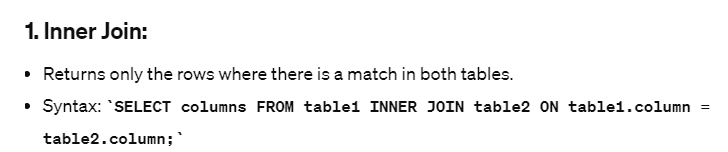 1. Inner Join:
• Returns only the rows where there is a match in both tables.
• Syntax: `SELECT columns FROM table1 INNER JOIN table2 ON table1.column =
table2.column;`